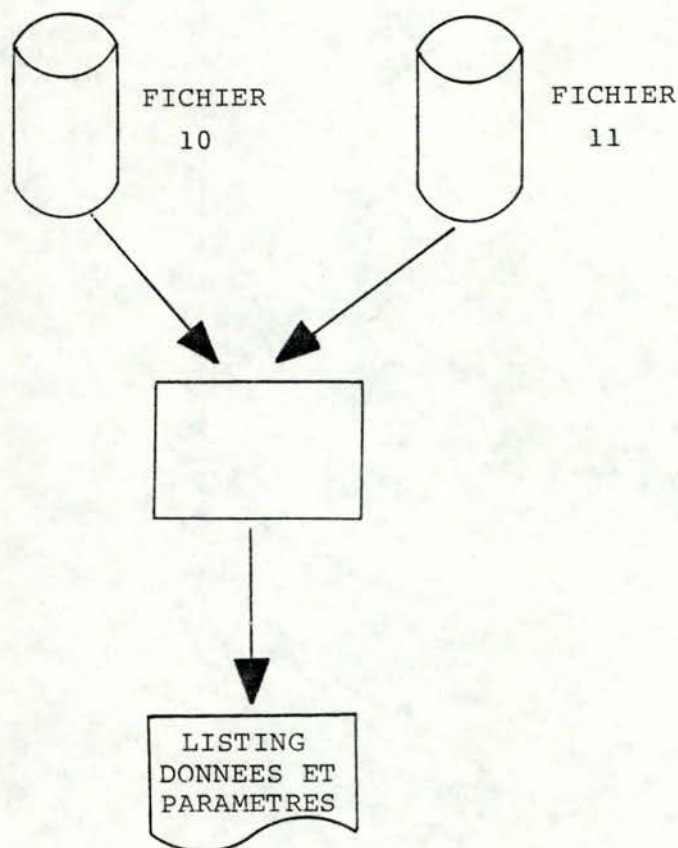 FICHIER
10
FICHIER
11
LISTING
DONNEES ET
PARAMETRES